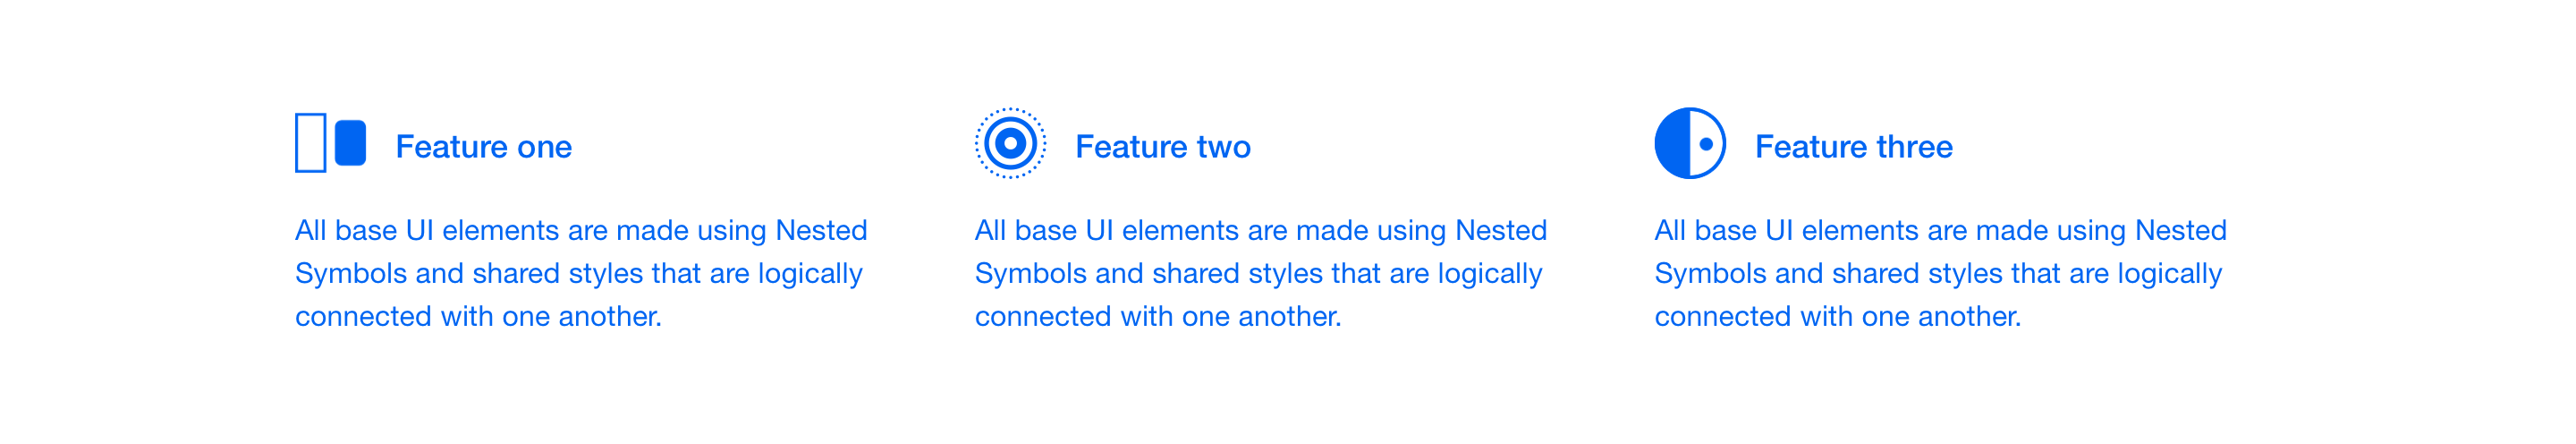 Feature one
All base UI elements are made using Nested
Symbols and shared styles that are logically
connected with one another.
Feature two
All base UI elements are made using Nested
Symbols and shared styles that are logically
connected with one another.
Feature three
All base UI elements are made using Nested
Symbols and shared styles that are logically
connected with one another.